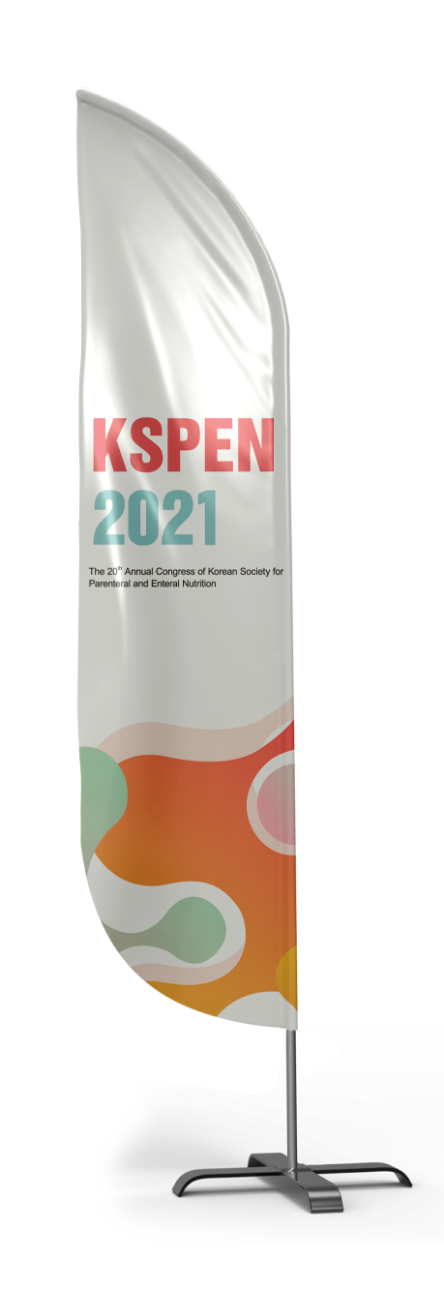 KSPEN
2021
The 20th Annual Congress of Korean Society for
Parenteral and Enteral Nutrition